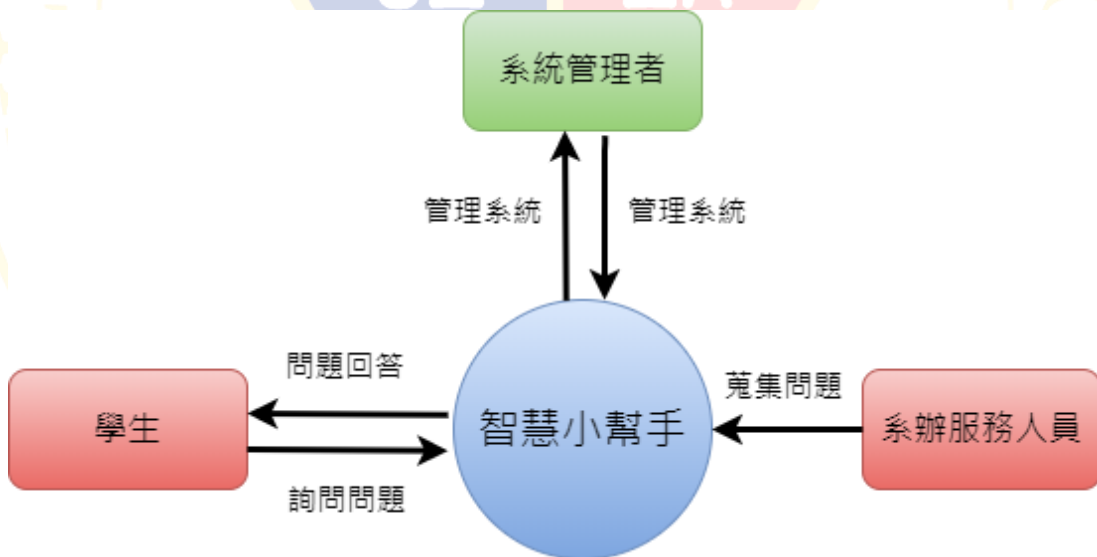 系統管理者
管理系統
管理系統
問題回答
蒐集問題
學生
智慧小幫手
系辦服務人員
詢問問題